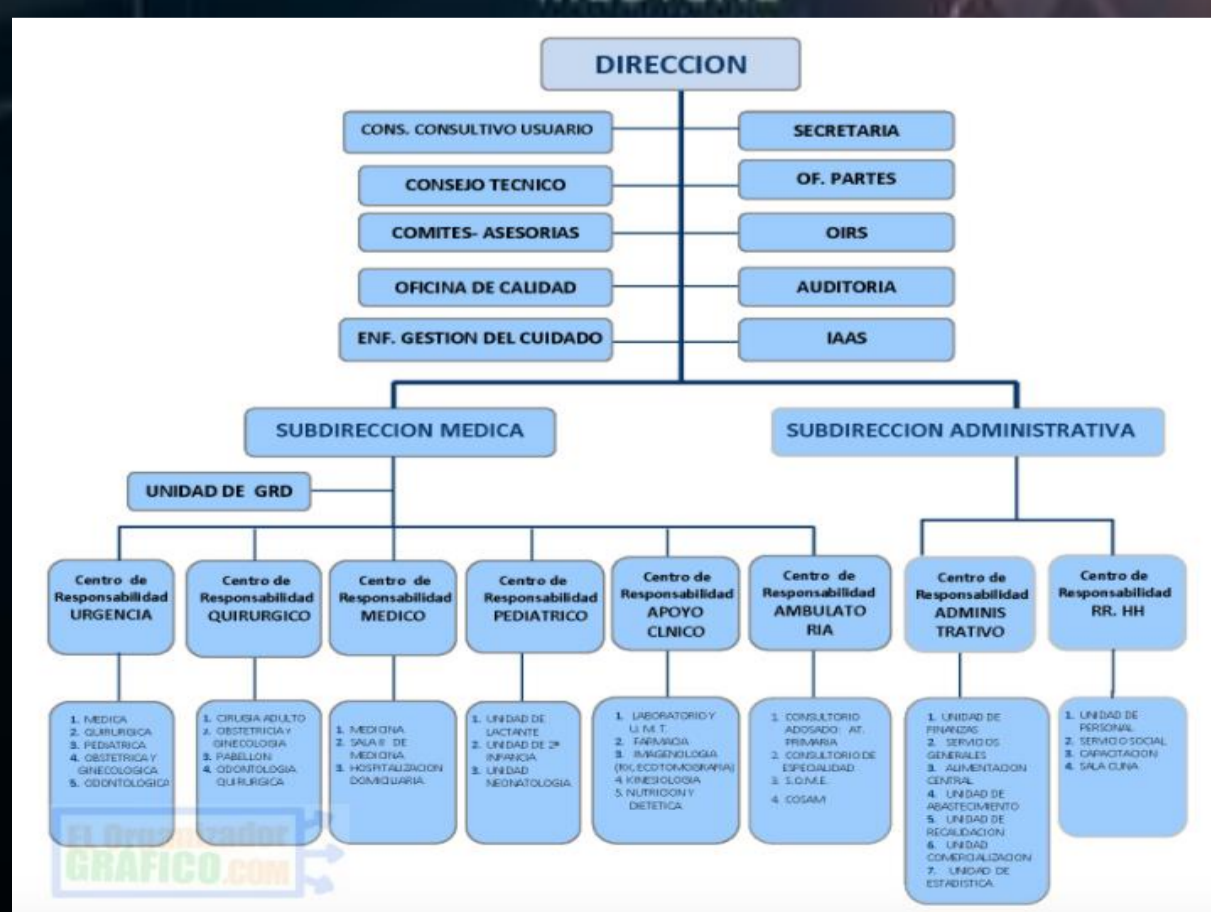 DIRECCION
CONS. CONSULTIVO USUARIO
SECRETARIA
CONSEJO TECNICO
OF. PARTES
COMITES- ASESORIAS
OIRS
OFICINA DE CALIDAD
AUDITORIA
ENF. GESTION DEL CUIDADO
IAAS
SUBDIRECCION MEDICA
SUBDIRECCION ADMINISTRATIVA
UNIDAD DE GRD
Centro de
Responsabilidad
URGENCIA
Centro de
Responsabilidad
QUIRURGICO
Centro de
Responsabilidad
MEDICO
Centro de
Responsabilidad
PEDIATRICO
Centro de
Responsabilidad
APOYO
CLNICO
Centro de
Responsabilidad
AMBULATO
RIA
Centro de
Responsabilidad
ADMINIS
TRATIVO
Centro de
Responsabilidad
RR. HH
1. MEDICA
2. QUIRURGICA
3. PEDIATRICA
4. OBSTETRICA Y
GINECOLOGICA
5. ODONTOLOGICA
1. CIRUGIA ADULTO
2. OBSTETRICIA Y
GINECOLOGIA
3. PABELLON
4. ODONTOLOGIA
QUIRURGICA
1. MEDICINA
2. SALA E DE
MEDICINA
3. HOSPITALIZACION
DOMICILIARIA
1. UNIDAD DE
LACTANTE
2. UNIDAD DE 2ª
INFANCIA
3. UNIDAD
NEONATOLOGIA
1. LABORATORIO Y
U. M. T.
2. FARMACIA
3. IMAGENOLOGIA
(RX, ECOTOMOGRAFIA)
4. KINESIOLOGIA
5. NUTRICION Y
DIETETICA
1. CONSULTORIO
ADOSADO: AT.
PRIMARIA
2. CONSULTORIO DE
ESPECIALIDAD
3. S.O.M.E.
4. COSAM
1. UNIDAD DE
FINANZAS
2. SERVICIOS
GENERALES
3. ALIMENTACION
CENTRAL
4. UNIDAD DE
ABASTECIMIENTO
5. UNIDAD DE
RECAUDACION
6. UNIDAD
COMERCIALIZACION
7. UNIDAD DE
ESTADISTICA
1. UNIDAD DE
PERSONAL
2. SERVICIO SOCIAL
3. CAPACITACION
4. SALA CUNA
El Organizador
GRÁFICO.COM